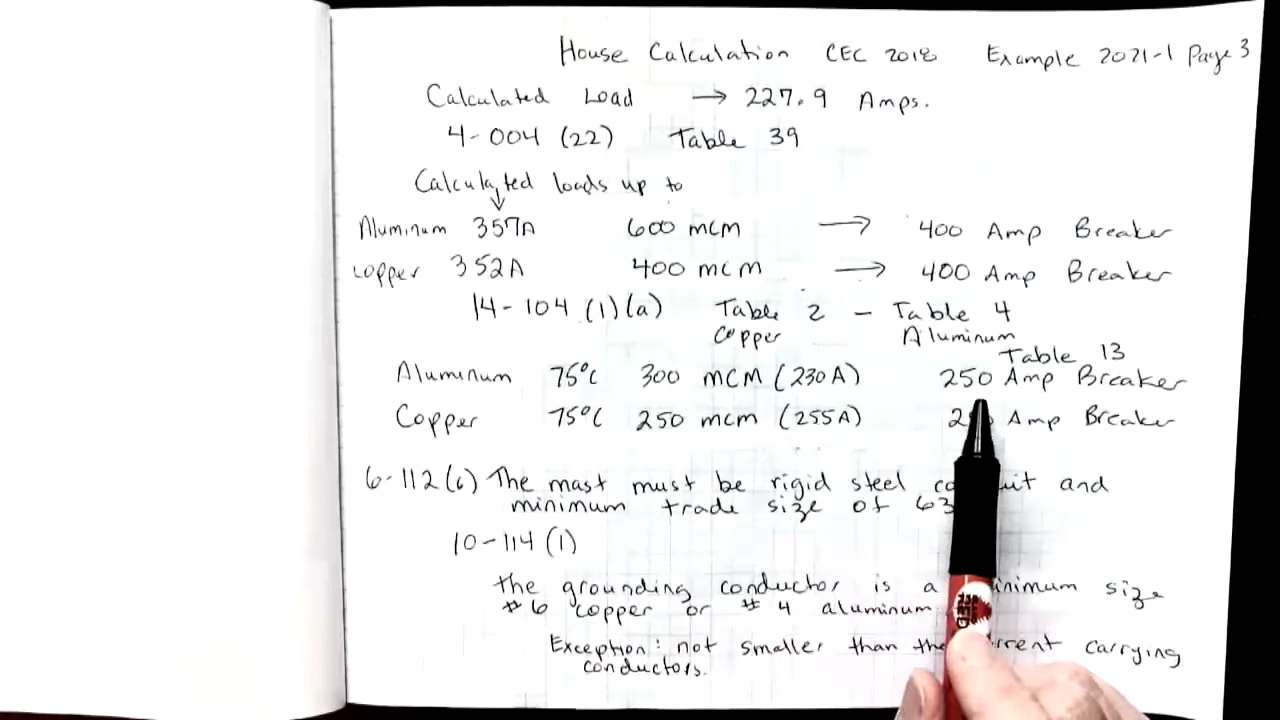 House Calculation CEC 2018 Example 2021-1 Page 3
Calculated Load → 227.9 Amps.
4-004 (22) Table 39
Calculated loads up to
Aluminum 357A 600 mcm → 400 Amp Breaker
copper 352A 400 mcm → 400 Amp Breaker
14-104 (1)(a) Table 2 - Table 4
Copper Aluminum
Table 13
Aluminum 75°C 300 MCM (230A) 250 Amp Breaker
Copper 75°C 250 mcm (255A) Amp Breaker
6-112(6) The mast must be rigid steel and
minimum trade size of 63
10-114 (1)
the grounding conductor is a minimum size
#6 copper or #4 aluminum
Exception: not smaller than the carrying
conductors.